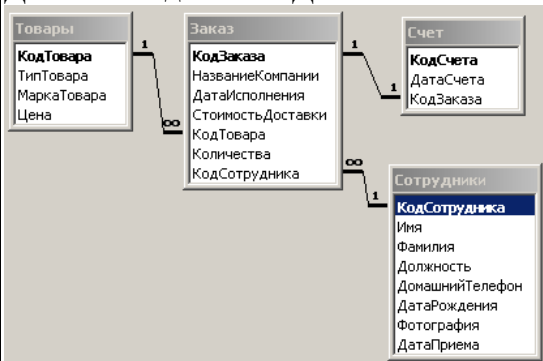 Товары
КодТовара
ТипТовара
МаркаТовара
Цена
1
∞
Заказ
КодЗаказа
НазваниеКомпании
ДатаИсполнения
СтоимостьДоставки
КодТовара
Количества
КодСотрудника
1
1
∞
1
Счет
КодСчета
ДатаСчета
КодЗаказа
Сотрудники
КодСотрудника
Имя
Фамилия
Должность
ДомашнийТелефон
ДатаРождения
Фотография
ДатаПриема